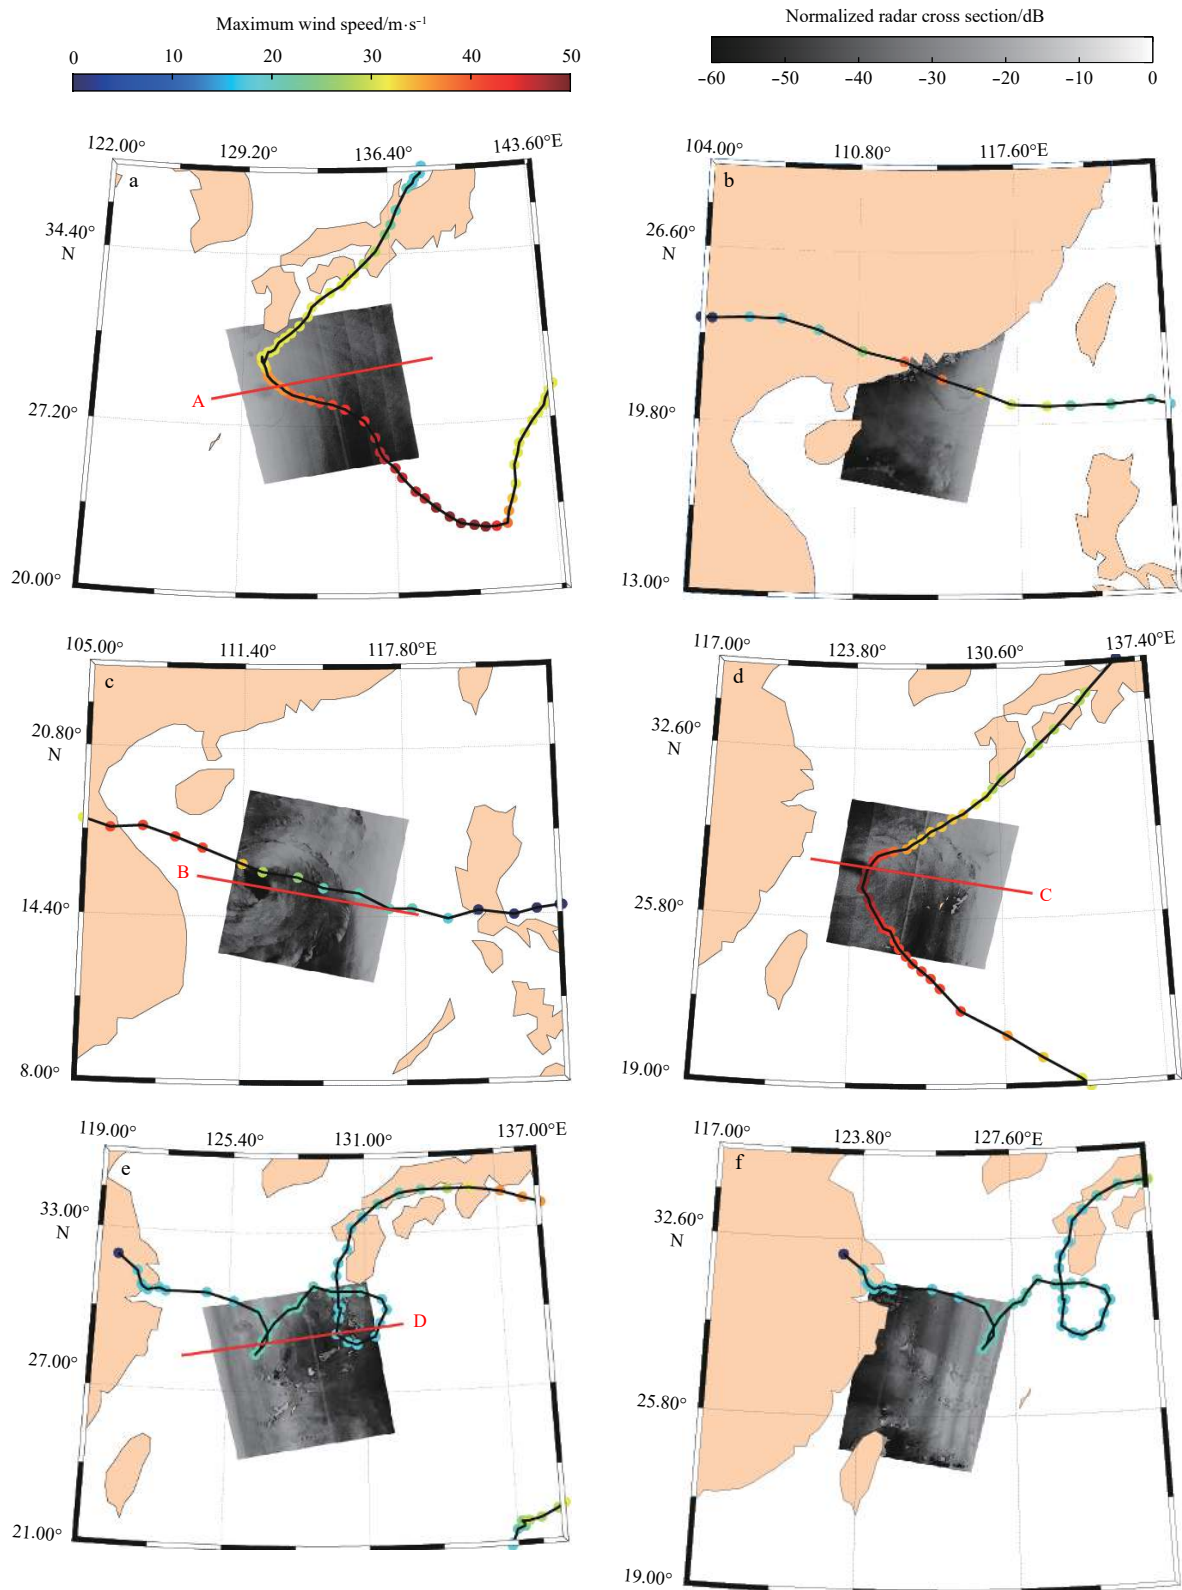 Maximum wind speed/m·s⁻¹
0 10 20 30 40 50
Normalized radar cross section/dB
−60 −50 −40 −30 −20 −10 0
122.00° 129.20° 136.40° 143.60°E
a
34.40°
N
27.20°
20.00°
A
104.00° 110.80° 117.60°E
b
26.60°
N
19.80°
13.00°
105.00° 111.40° 117.80°E
c
20.80°
N
B
14.40°
8.00°
117.00° 123.80° 130.60° 137.40°E
d
32.60°
N
C
25.80°
19.00°
119.00° 125.40° 131.00° 137.00°E
e
33.00°
N
D
27.00°
21.00°
117.00° 123.80° 127.60°E
f
32.60°
N
25.80°
19.00°